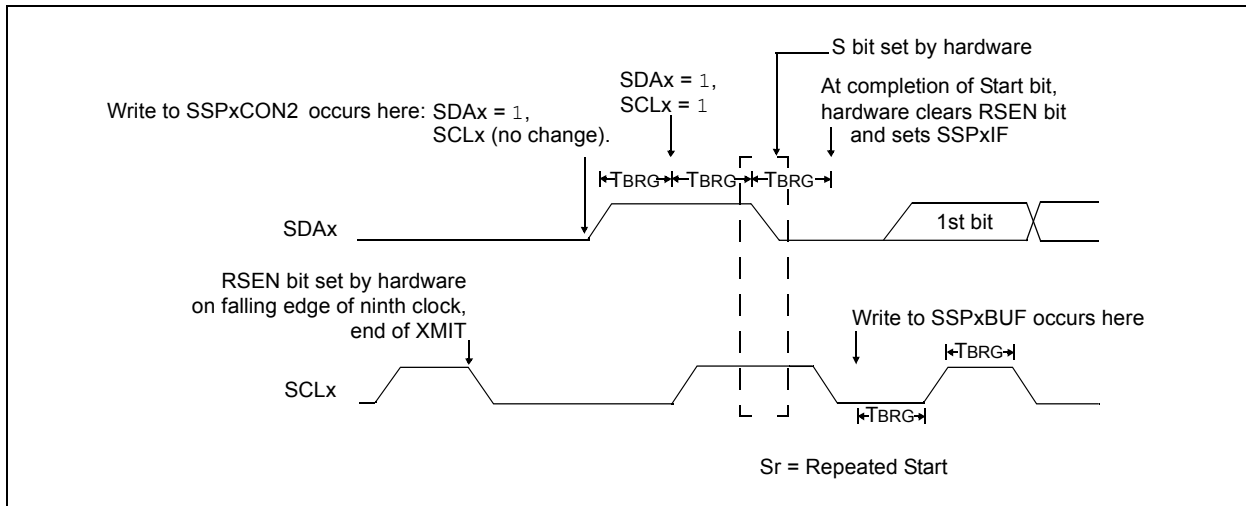 S bit set by hardware
SDAx = 1,
SCLx = 1
At completion of Start bit,
hardware clears RSEN bit
and sets SSPxIF
Write to SSPxCON2 occurs here: SDAx = 1,
SCLx (no change).
TBRG
TBRG
TBRG
SDAx
1st bit
RSEN bit set by hardware
on falling edge of ninth clock,
end of XMIT
Write to SSPxBUF occurs here
TBRG
SCLx
TBRG
Sr = Repeated Start